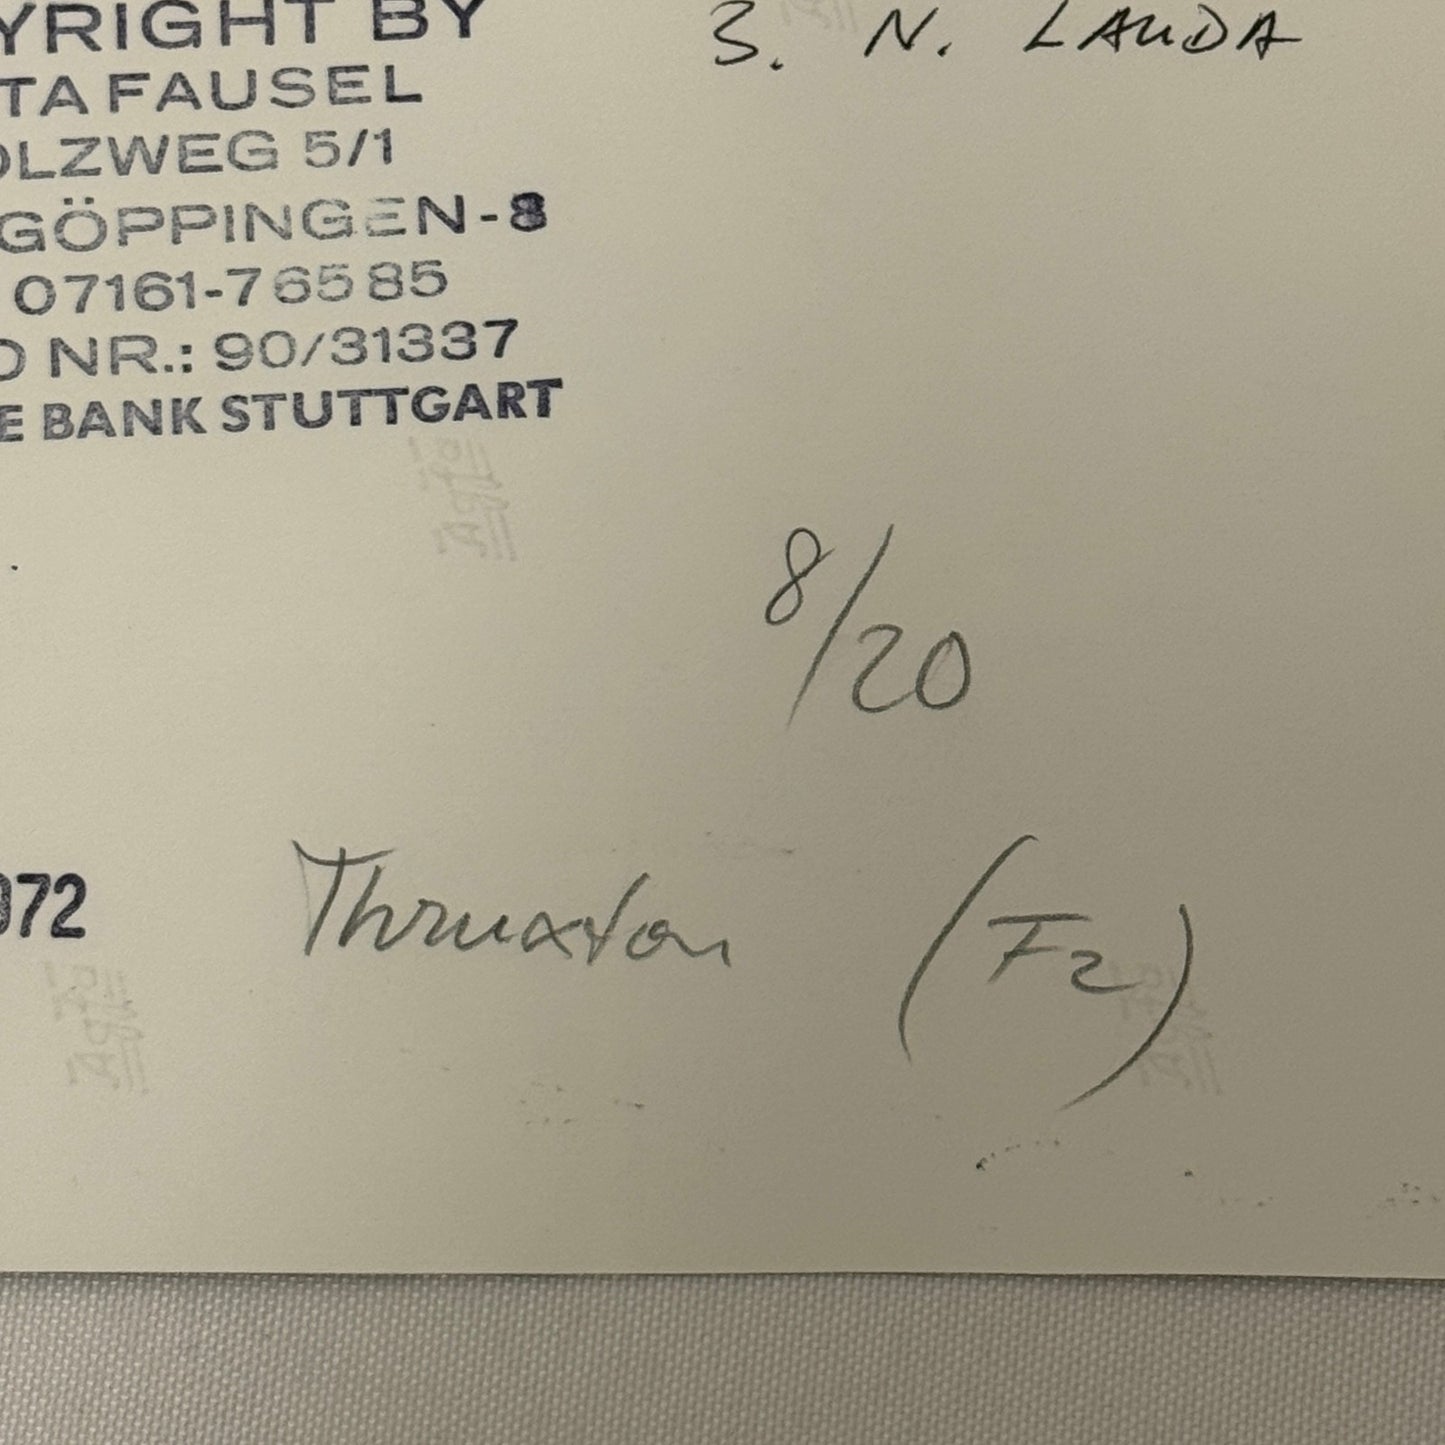 YRIGHT BY
TA FAUSEL
OLZWEG 5/1
GÖPPINGEN-8
07161-76585
O NR.: 90/31337
E BANK STUTTGART
3. N. LAUDA
8/20
972
Thruxton (F2)